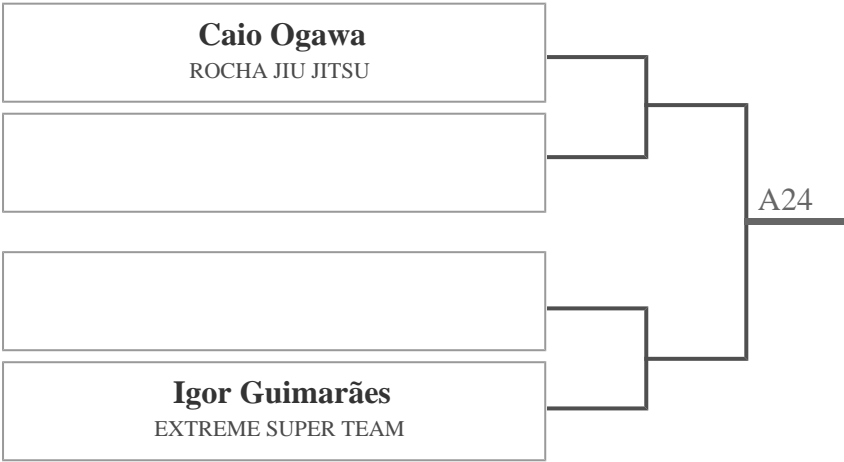 Caio Ogawa
ROCHA JIU JITSU
A24
Igor Guimarães
EXTREME SUPER TEAM